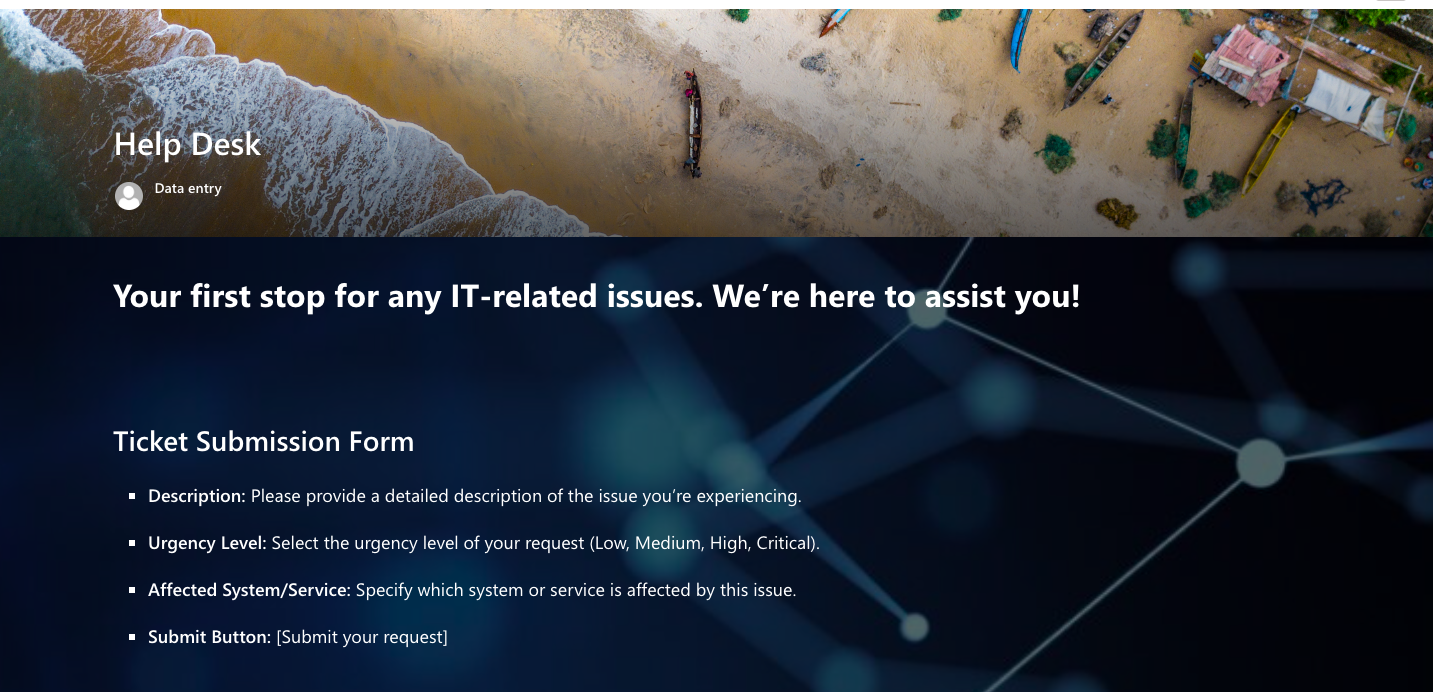 Help Desk
Data entry
Your first stop for any IT-related issues. We’re here to assist you!
Ticket Submission Form
Description: Please provide a detailed description of the issue you’re experiencing.
Urgency Level: Select the urgency level of your request (Low, Medium, High, Critical).
Affected System/Service: Specify which system or service is affected by this issue.
Submit Button: [Submit your request]